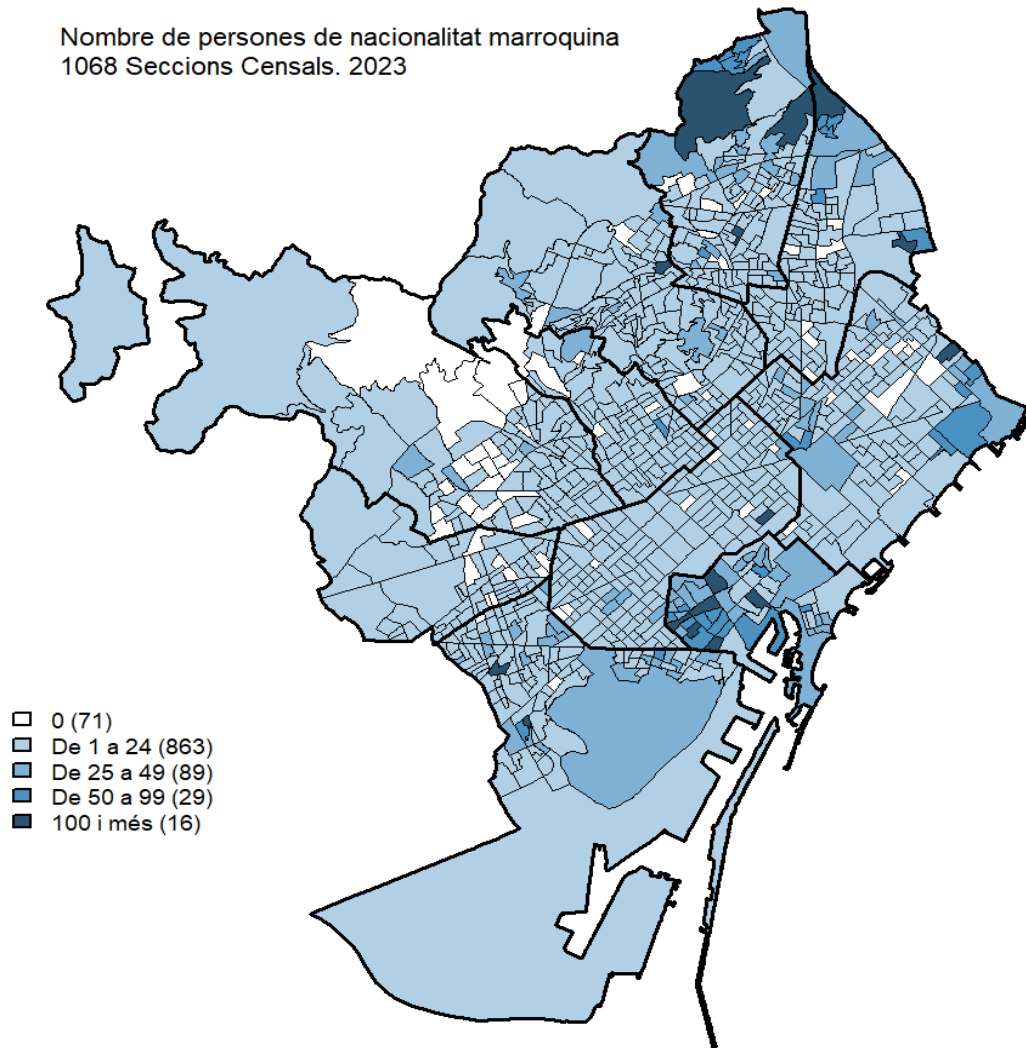 Nombre de persones de nacionalitat marroquina
1068 Seccions Censals. 2023
0 (71)
De 1 a 24 (863)
De 25 a 49 (89)
De 50 a 99 (29)
100 i més (16)